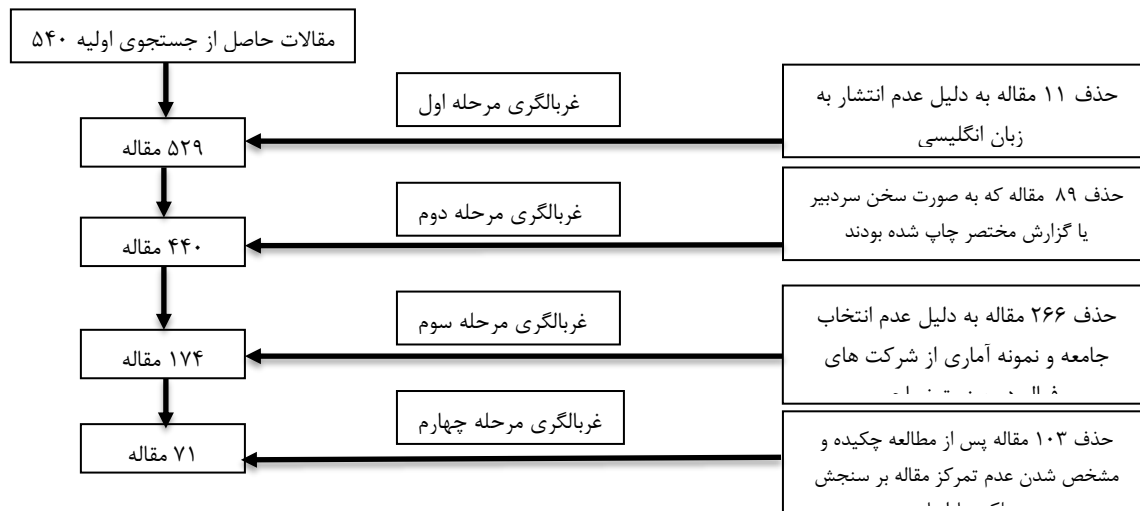 مقالات حاصل از جستجوی اولیه ۵۴۰
غربالگری مرحله اول
حذف ۱۱ مقاله به دلیل عدم انتشار به
زبان انگلیسی
۵۲۹ مقاله
غربالگری مرحله دوم
حذف ۸۹ مقاله که به صورت سخن سردبیر
یا گزارش مختصر چاپ شده بودند
۴۴۰ مقاله
غربالگری مرحله سوم
حذف ۲۶۶ مقاله به دلیل عدم انتخاب
جامعه و نمونه آماری از شرکت های
۱۷۴ مقاله
غربالگری مرحله چهارم
حذف ۱۰۳ مقاله پس از مطالعه چکیده و
مشخص شدن عدم تمرکز مقاله بر سنجش
۷۱ مقاله